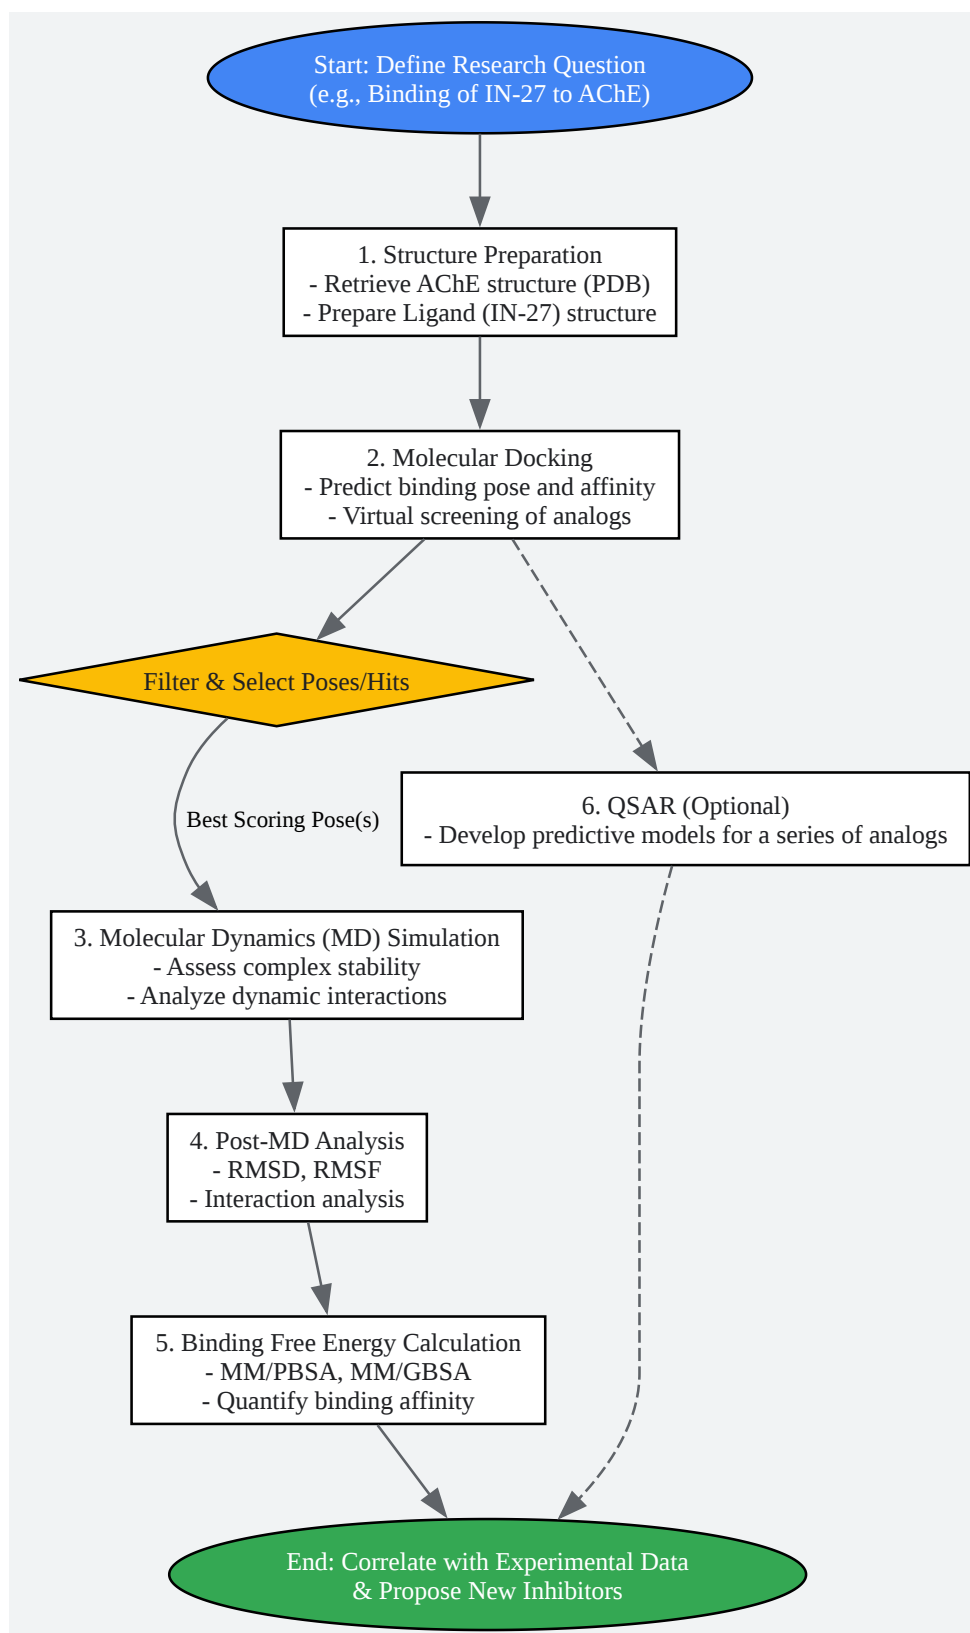 Start: Define Research Question
(e.g., Binding of IN-27 to AChE)
1. Structure Preparation
- Retrieve AChE structure (PDB)
- Prepare Ligand (IN-27) structure
2. Molecular Docking
- Predict binding pose and affinity
- Virtual screening of analogs
Filter & Select Poses/Hits
Best Scoring Pose(s)
6. QSAR (Optional)
- Develop predictive models for a series of analogs
3. Molecular Dynamics (MD) Simulation
- Assess complex stability
- Analyze dynamic interactions
4. Post-MD Analysis
- RMSD, RMSF
- Interaction analysis
5. Binding Free Energy Calculation
- MM/PBSA, MM/GBSA
- Quantify binding affinity
End: Correlate with Experimental Data
& Propose New Inhibitors